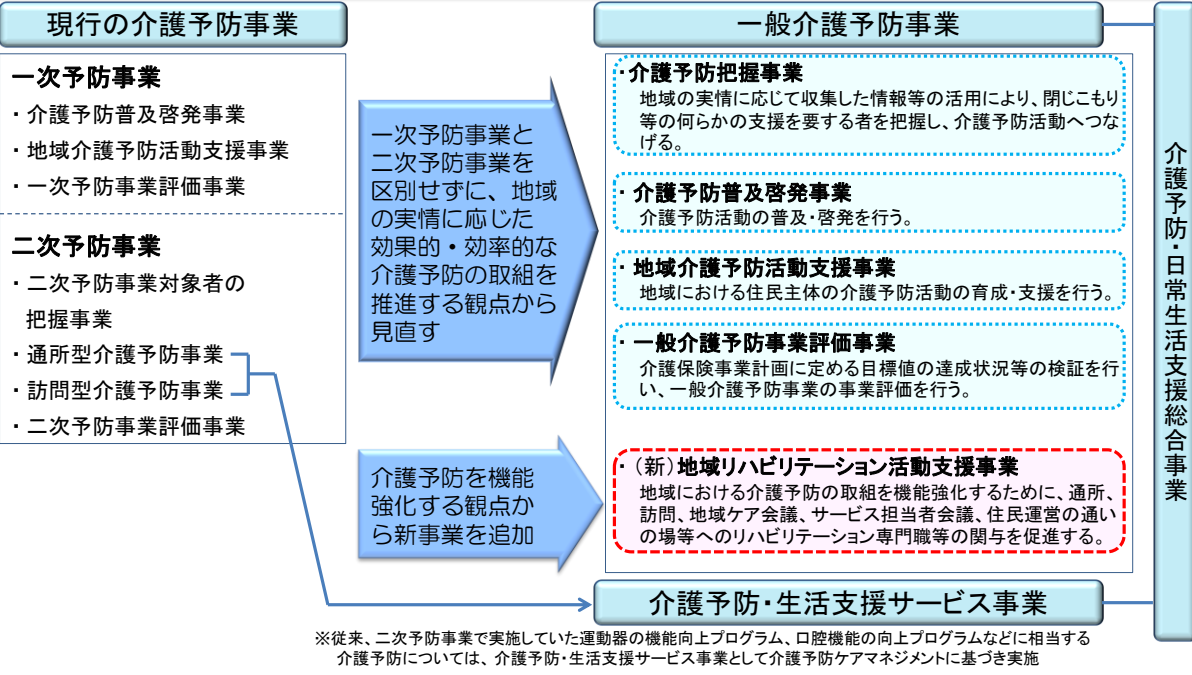 現行の介護予防事業
一次予防事業
・介護予防普及啓発事業
・地域介護予防活動支援事業
・一次予防事業評価事業
二次予防事業
・二次予防事業対象者の
把握事業
・通所型介護予防事業
・訪問型介護予防事業
・二次予防事業評価事業
一次予防事業と
二次予防事業を
区別せずに、地域
の実情に応じた
効果的・効率的な
介護予防の取組を
推進する観点から
見直す
介護予防を機能
強化する観点か
ら新事業を追加
一般介護予防事業
・介護予防把握事業
地域の実情に応じて収集した情報等の活用により、閉じこもり
等の何らかの支援を要する者を把握し、介護予防活動へつな
げる。
・介護予防普及啓発事業
介護予防活動の普及・啓発を行う。
・地域介護予防活動支援事業
地域における住民主体の介護予防活動の育成・支援を行う。
・一般介護予防事業評価事業
介護保険事業計画に定める目標値の達成状況等の検証を行
い、一般介護予防事業の事業評価を行う。
・（新）地域リハビリテーション活動支援事業
地域における介護予防の取組を機能強化するために、通所、
訪問、地域ケア会議、サービス担当者会議、住民運営の通い
の場等へのリハビリテーション専門職等の関与を促進する。
介護予防・生活支援サービス事業
介護予防・日常生活支援総合事業
※従来、二次予防事業で実施していた運動器の機能向上プログラム、口腔機能の向上プログラムなどに相当する
介護予防については、介護予防・生活支援サービス事業として介護予防ケアマネジメントに基づき実施